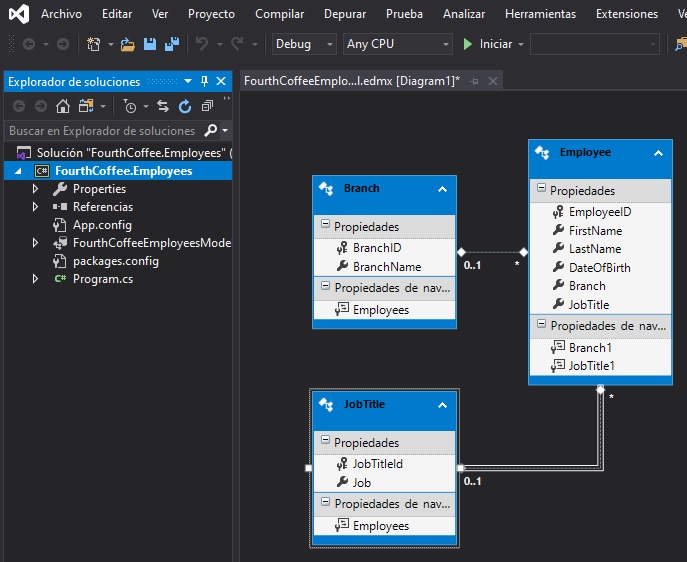 Archivo Editar Ver Proyecto Compilar Depurar Prueba Analizar Herramientas Extensiones Ve
Debug Any CPU Iniciar
Explorador de soluciones
Buscar en Explorador de soluciones
Solución "FourthCoffee.Employees" (
C# FourthCoffee.Employees
Properties
Referencias
App.config
FourthCoffeeEmployeesMode
packages.config
C# Program.cs
FourthCoffeeEmplo...l.edmx [Diagram1]*
Branch
Propiedades
BranchID
BranchName
Propiedades de nav...
Employees
0..1
*
Employee
Propiedades
EmployeeID
FirstName
LastName
DateOfBirth
Branch
JobTitle
Propiedades de nav...
Branch1
JobTitle1
*
JobTitle
Propiedades
JobTitleId
Job
Propiedades de nav...
Employees
0..1